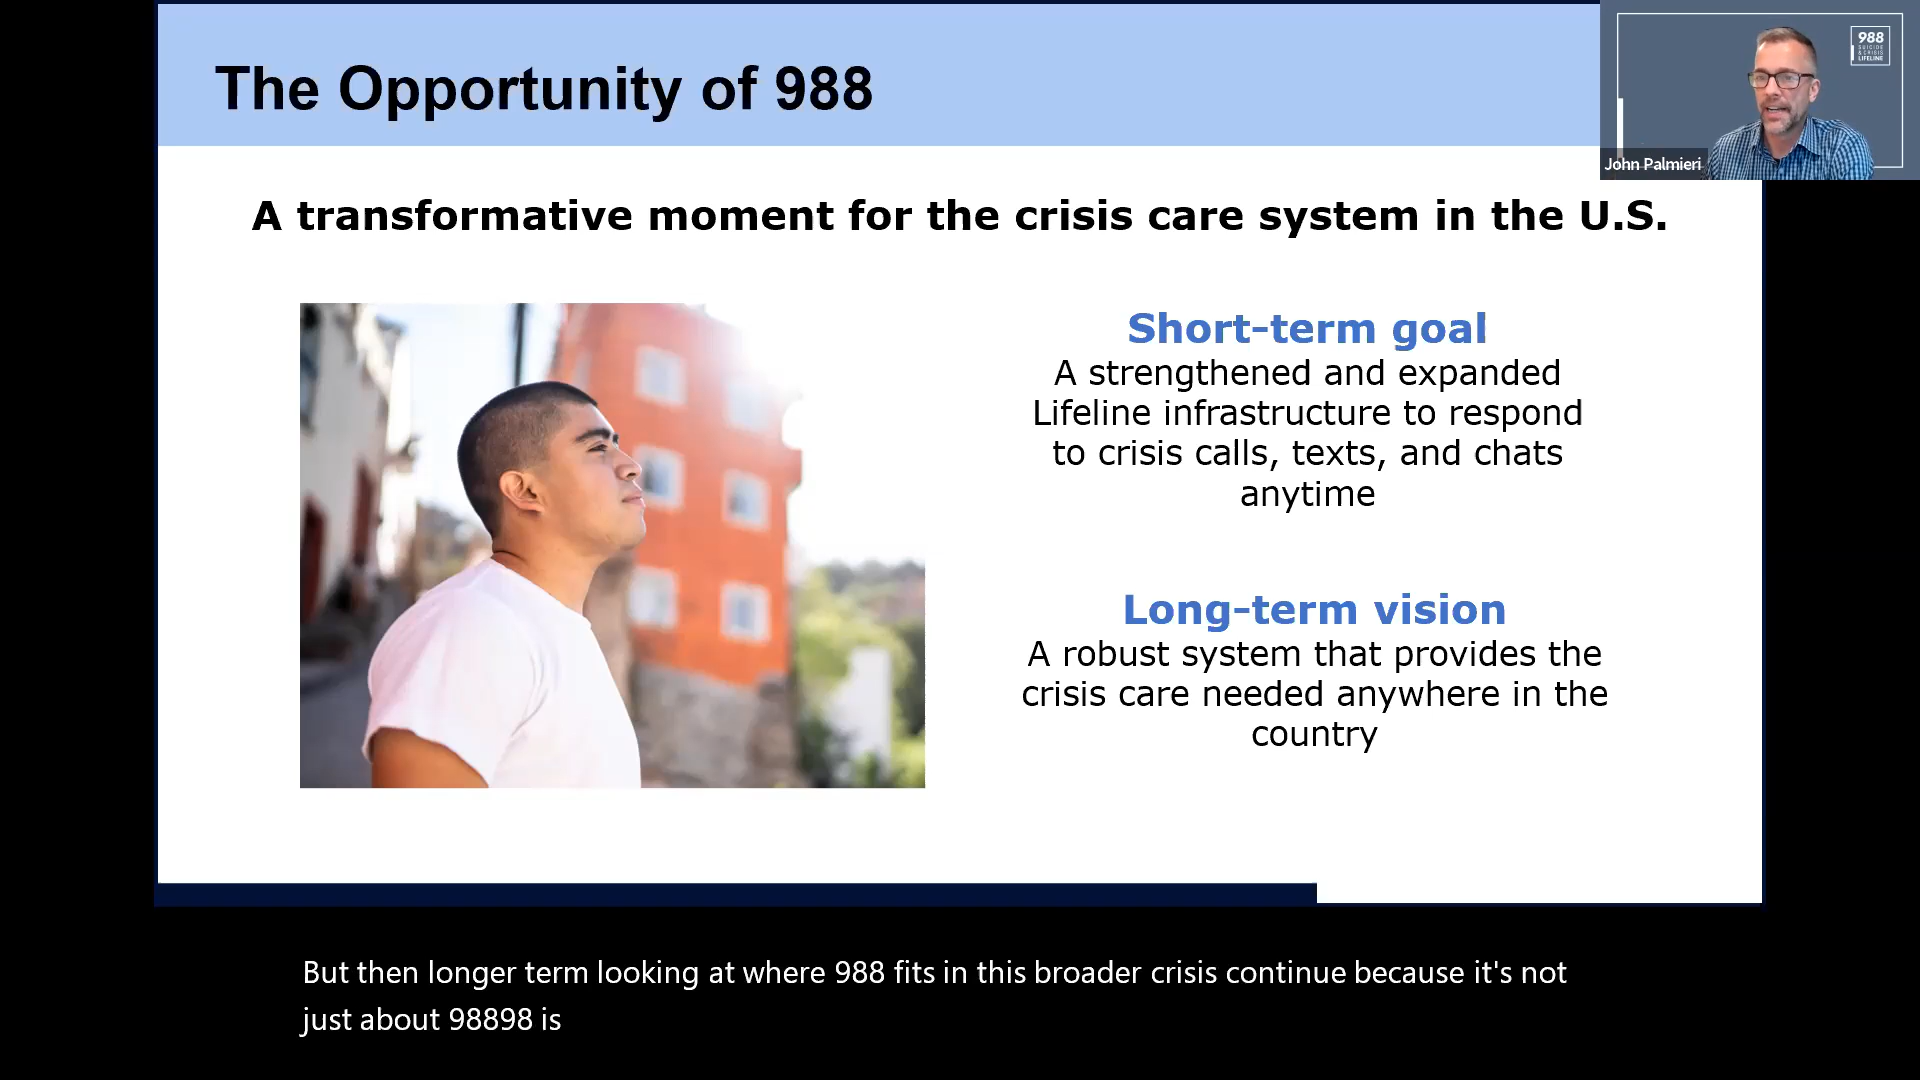 The Opportunity of 988
988
SUICIDE
& CRISIS
LIFELINE
John Palmieri
A transformative moment for the crisis care system in the U.S.
Short-term goal
A strengthened and expanded
Lifeline infrastructure to respond
to crisis calls, texts, and chats
anytime
Long-term vision
A robust system that provides the
crisis care needed anywhere in the
country
But then longer term looking at where 988 fits in this broader crisis continue because it's not
just about 98898 is